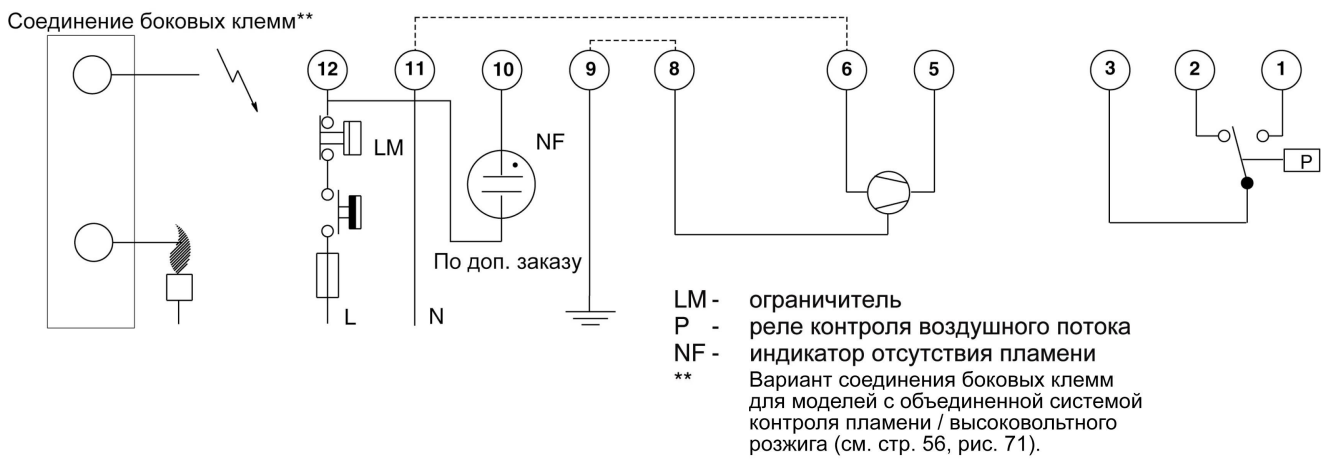 Соединение боковых клемм**
12 11 10 9 8 6 5 3 2 1
LM
NF
P
По доп. заказу
L
N
LM - ограничитель
P - реле контроля воздушного потока
NF - индикатор отсутствия пламени
** Вариант соединения боковых клемм
для моделей с объединенной системой
контроля пламени / высоковольтного
розжига (см. стр. 56, рис. 71).